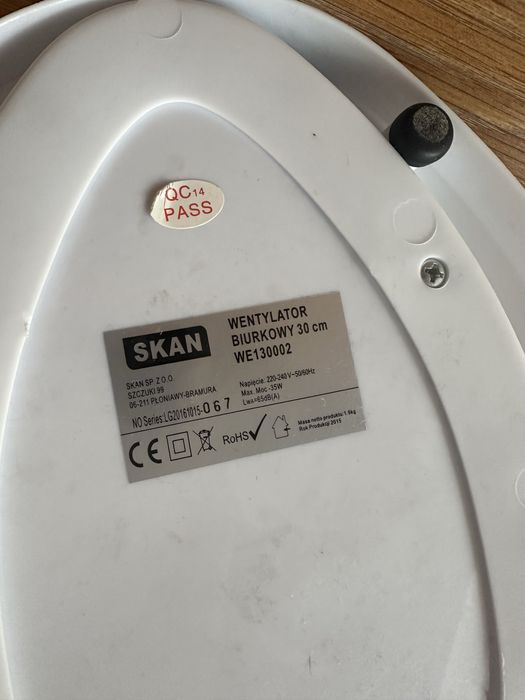 QC14
PASS
SKAN
WENTYLATOR
BIURKOWY 30 cm
WE130002
SKAN SP. Z O.O.
SZCZUKI 99
06-211 PŁONIAWY-BRAMURA
NO Series:LG20161015-067
Napięcie: 220-240V~50/60Hz
Max Moc -35W
Lwa=65dB(A)
CE
RoHS
Masa netto produktu 1.9kg
Rok Produkcji 2015